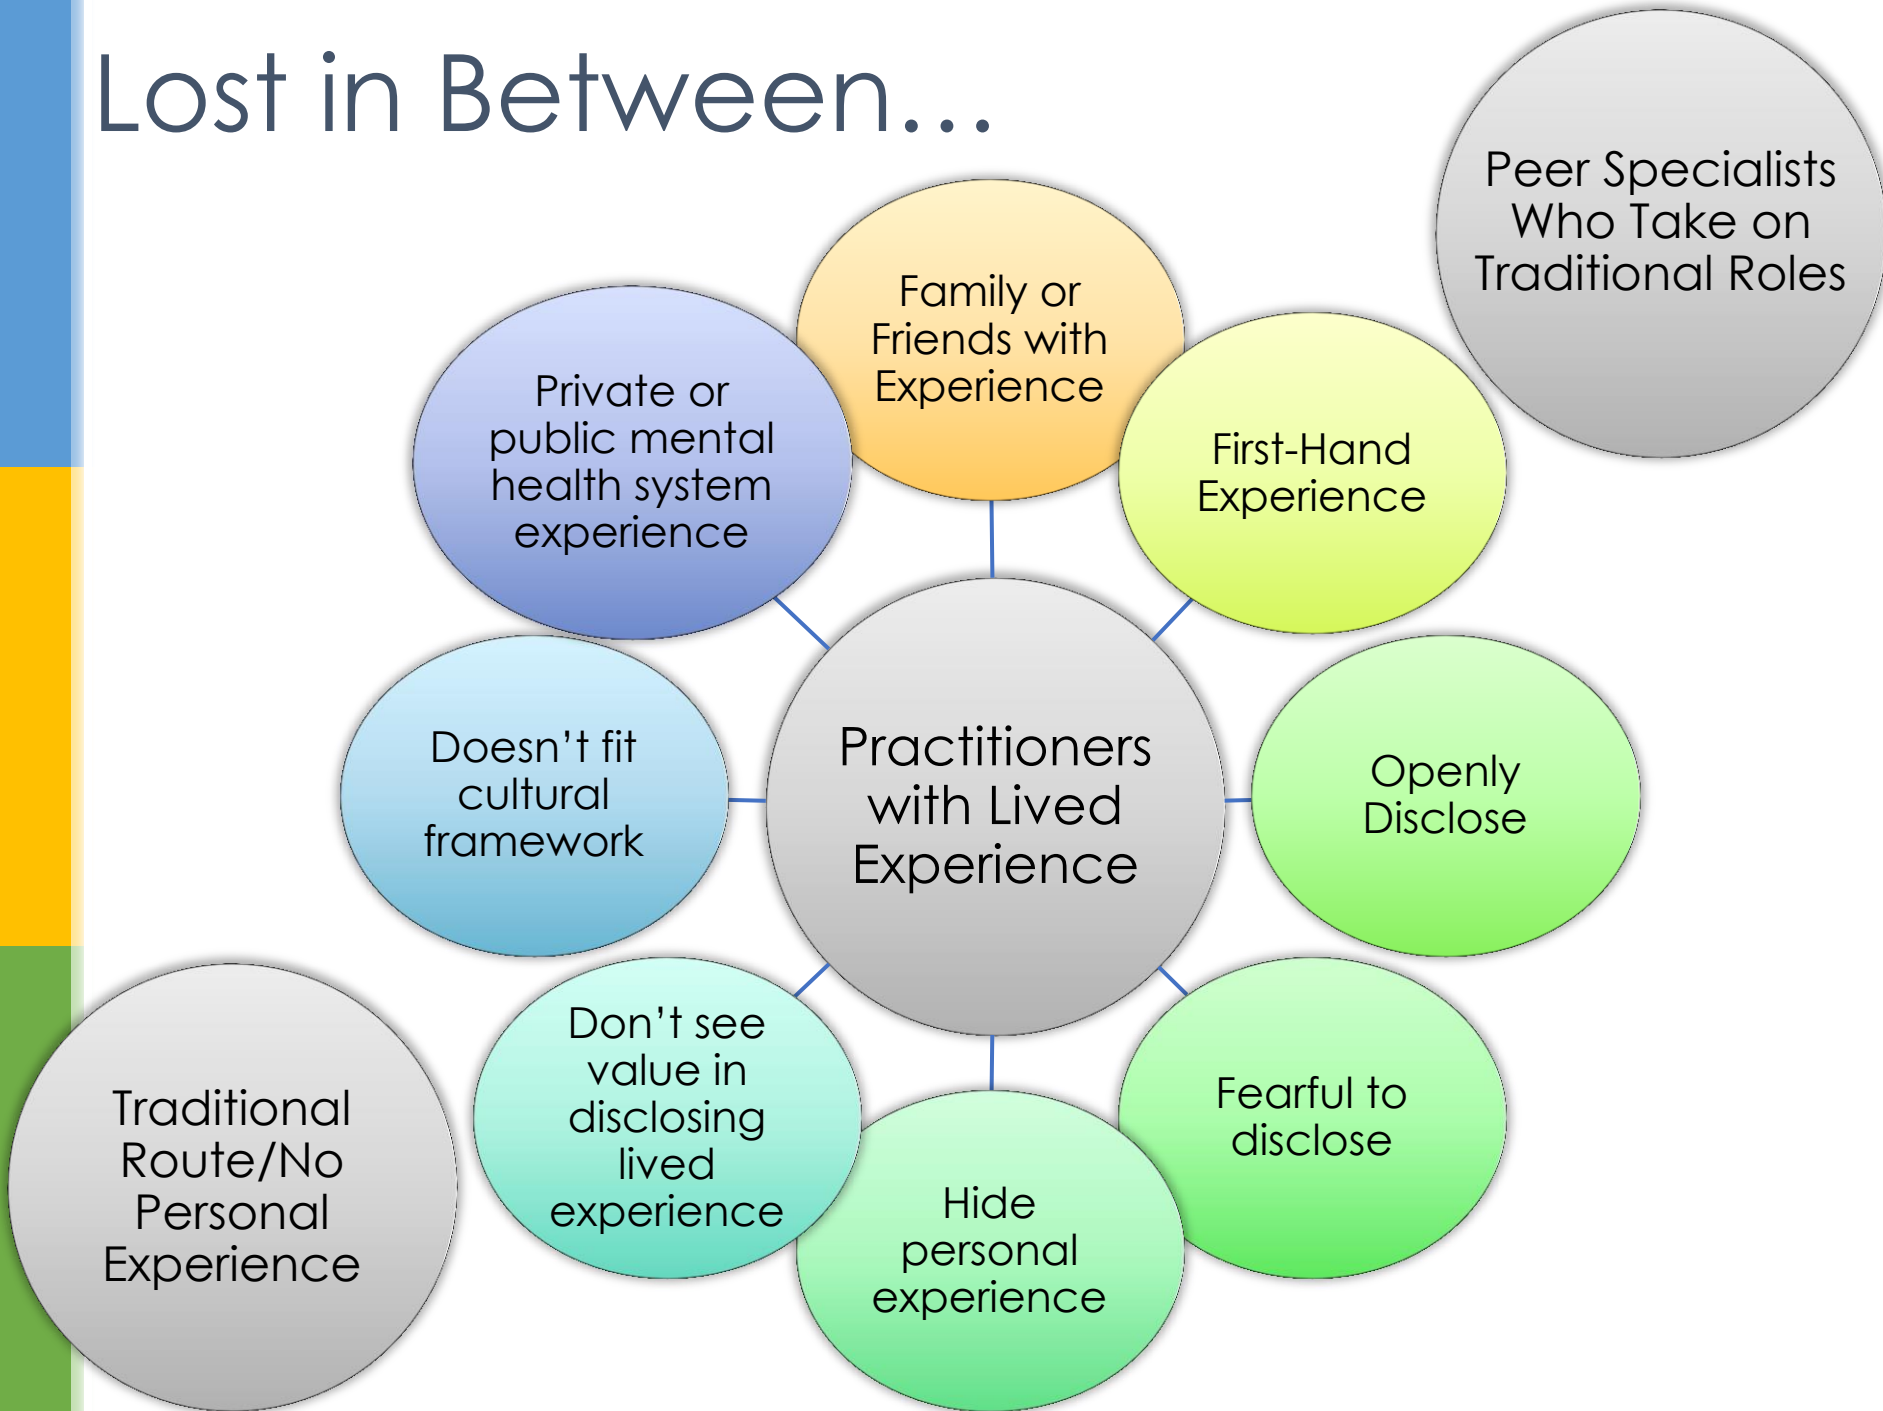 Lost in Between…
Peer Specialists
Who Take on
Traditional Roles
Family or
Friends with
Experience
First-Hand
Experience
Openly
Disclose
Fearful to
disclose
Hide
personal
experience
Don’t see
value in
disclosing
lived
experience
Doesn’t fit
cultural
framework
Private or
public mental
health system
experience
Practitioners
with Lived
Experience
Traditional
Route/No
Personal
Experience